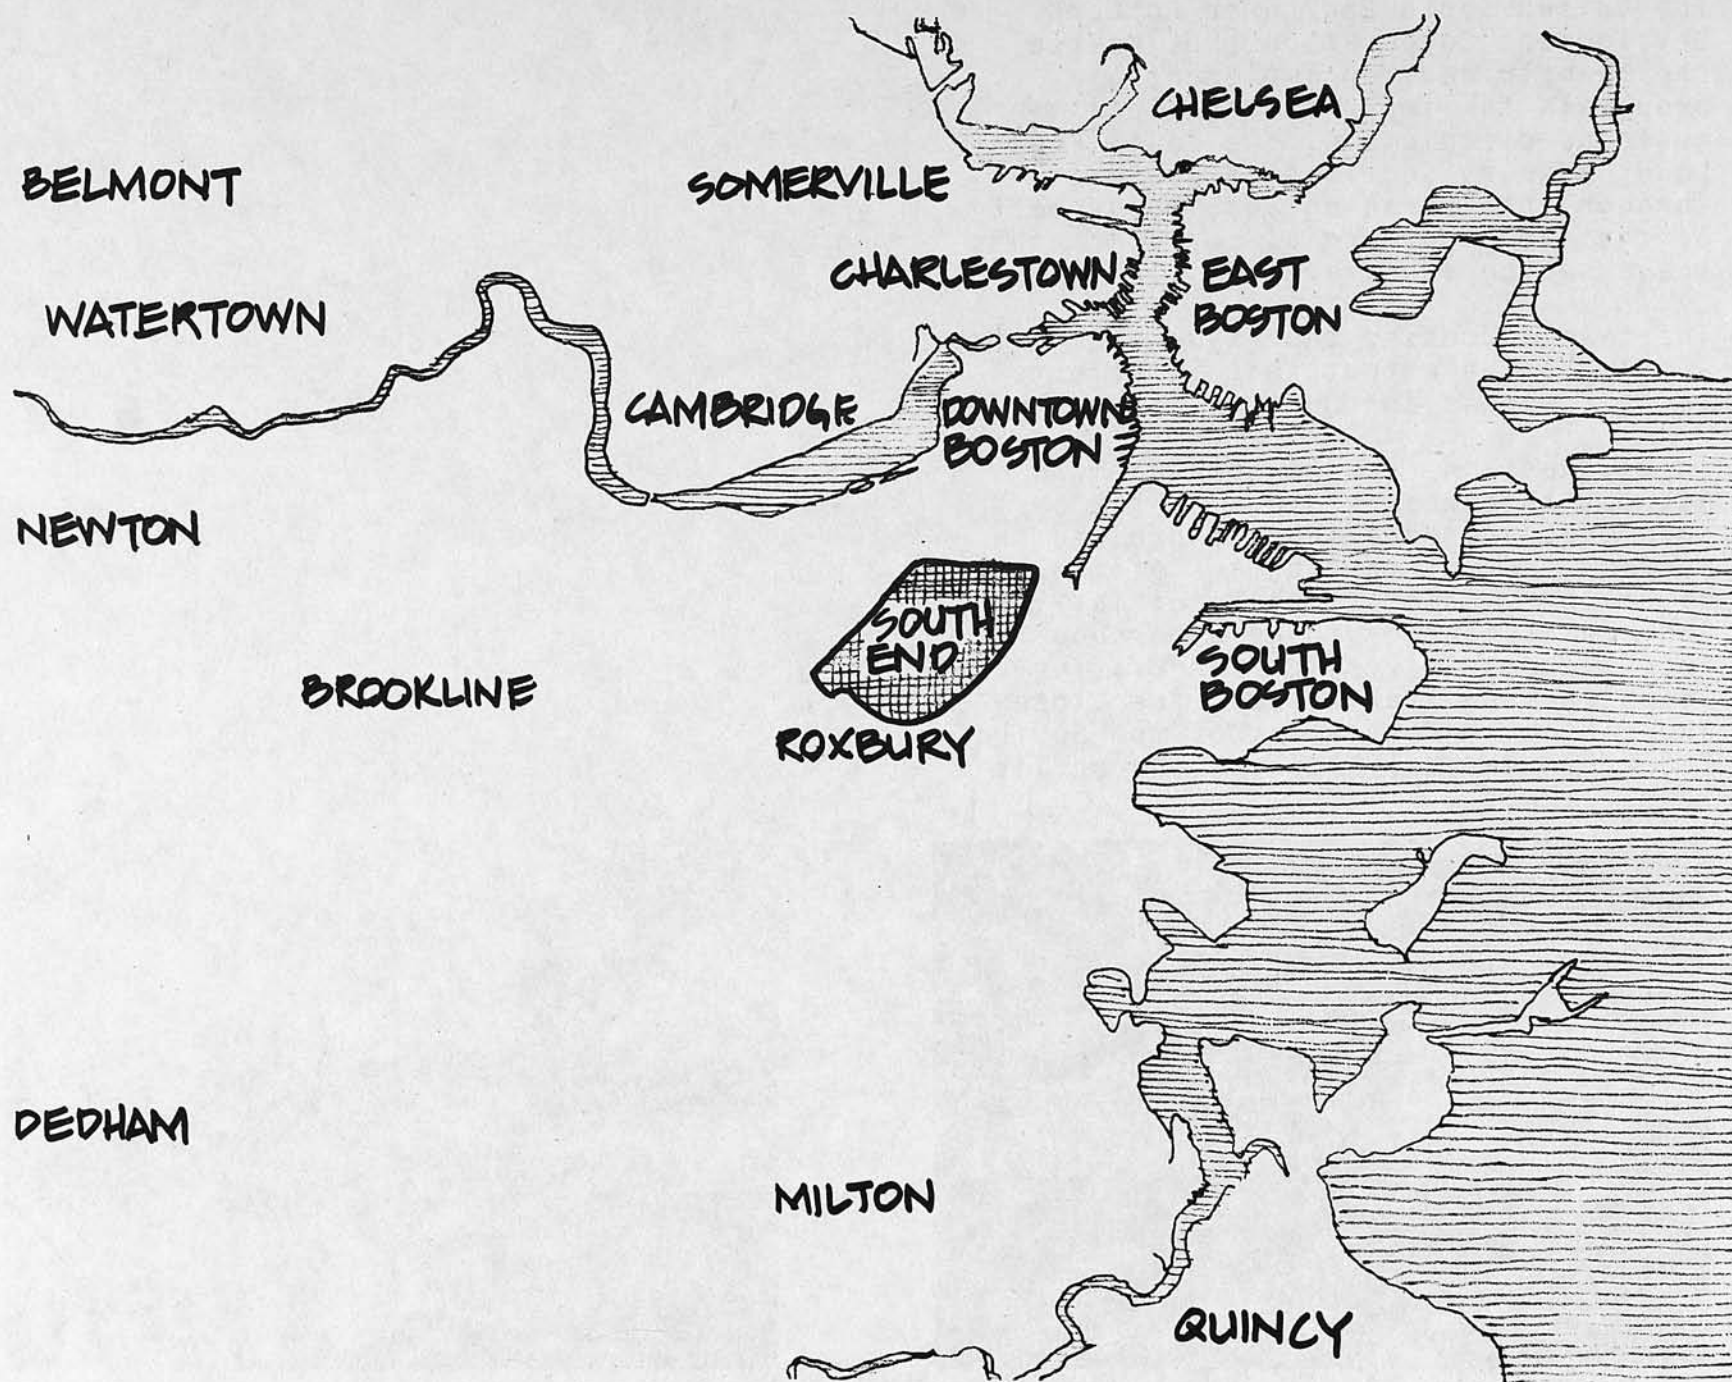 CHELSEA
BELMONT
SOMERVILLE
CHARLESTOWN
EAST
BOSTON
WATERTOWN
CAMBRIDGE
DOWNTOWN
BOSTON
NEWTON
SOUTH
END
SOUTH
BOSTON
BROOKLINE
ROXBURY
DEDHAM
MILTON
QUINCY